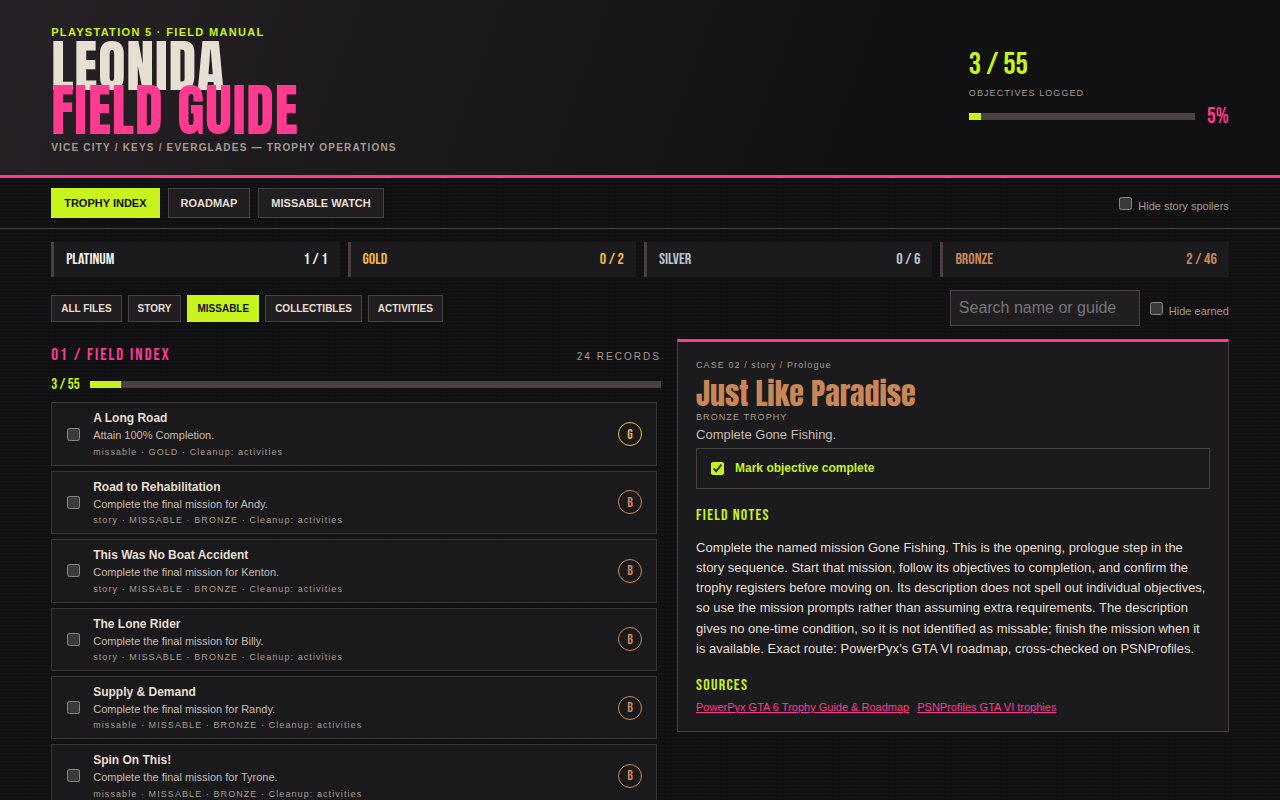 PLAYSTATION 5 · FIELD MANUAL
LEONIDA
FIELD GUIDE
VICE CITY / KEYS / EVERGLADES — TROPHY OPERATIONS
3 / 55
OBJECTIVES LOGGED
5%
TROPHY INDEX
ROADMAP
MISSABLE WATCH
Hide story spoilers
PLATINUM 1 / 1
GOLD 0 / 2
SILVER 0 / 6
BRONZE 2 / 46
ALL FILES
STORY
MISSABLE
COLLECTIBLES
ACTIVITIES
Search name or guide
Hide earned
01 / FIELD INDEX
24 RECORDS
3 / 55
A Long Road
Attain 100% Completion.
missable · GOLD · Cleanup: activities
G
Road to Rehabilitation
Complete the final mission for Andy.
story · MISSABLE · BRONZE · Cleanup: activities
B
This Was No Boat Accident
Complete the final mission for Kenton.
story · MISSABLE · BRONZE · Cleanup: activities
B
The Lone Rider
Complete the final mission for Billy.
story · MISSABLE · BRONZE · Cleanup: activities
B
Supply & Demand
Complete the final mission for Randy.
missable · MISSABLE · BRONZE · Cleanup: activities
B
Spin On This!
Complete the final mission for Tyrone.
missable · MISSABLE · BRONZE · Cleanup: activities
B
CASE 02 / story / Prologue
Just Like Paradise
BRONZE TROPHY
Complete Gone Fishing.
Mark objective complete
FIELD NOTES
Complete the named mission Gone Fishing. This is the opening, prologue step in the
story sequence. Start that mission, follow its objectives to completion, and confirm the
trophy registers before moving on. Its description does not spell out individual objectives,
so use the mission prompts rather than assuming extra requirements. The description
gives no one-time condition, so it is not identified as missable; finish the mission when it
is available. Exact route: PowerPyx’s GTA VI roadmap, cross-checked on PSNProfiles.
SOURCES
PowerPyx GTA 6 Trophy Guide & Roadmap PSNProfiles GTA VI trophies